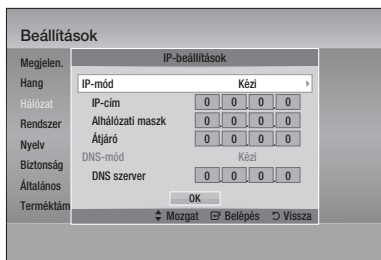 Beállítások
Megjelen.
Hang
Hálózat
Rendszer
Nyelv
Biztonság
Általános
Terméktám
IP-beállítások
IP-mód Kézi
IP-cím 0 . 0 . 0 . 0
Alhálózati maszk 0 . 0 . 0 . 0
Átjáró 0 . 0 . 0 . 0
DNS-mód Kézi
DNS szerver 0 . 0 . 0 . 0
OK
Mozgat Belépés Vissza